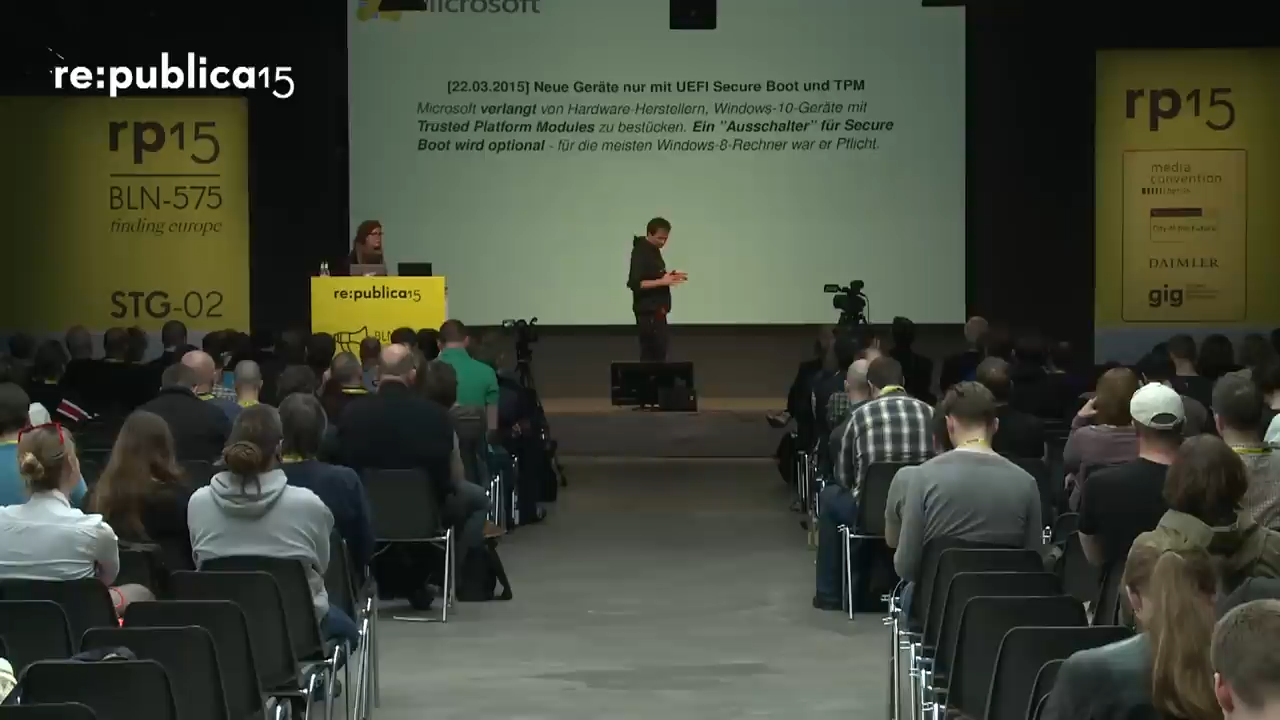 Microsoft
re:publica15
[22.03.2015] Neue Geräte nur mit UEFI Secure Boot und TPM
Microsoft verlangt von Hardware-Herstellern, Windows-10-Geräte mit
Trusted Platform Modules zu bestücken. Ein "Ausschalter" für Secure
Boot wird optional - für die meisten Windows-8-Rechner war er Pflicht.
rp15
BLN-575
finding europe
STG-02
re:publica15
BLN
rp15
media
convention
DAIMLER
gig